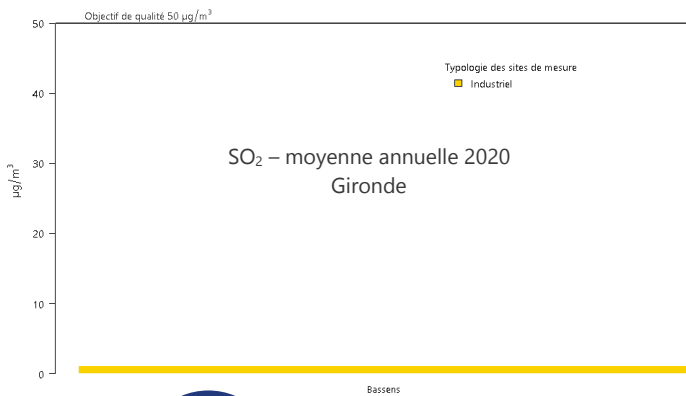 Objectif de qualité 50 µg/m³
50
Typologie des sites de mesure
Industriel
40
SO₂ – moyenne annuelle 2020
Gironde
30
µg/m³
20
10
0
Bassens